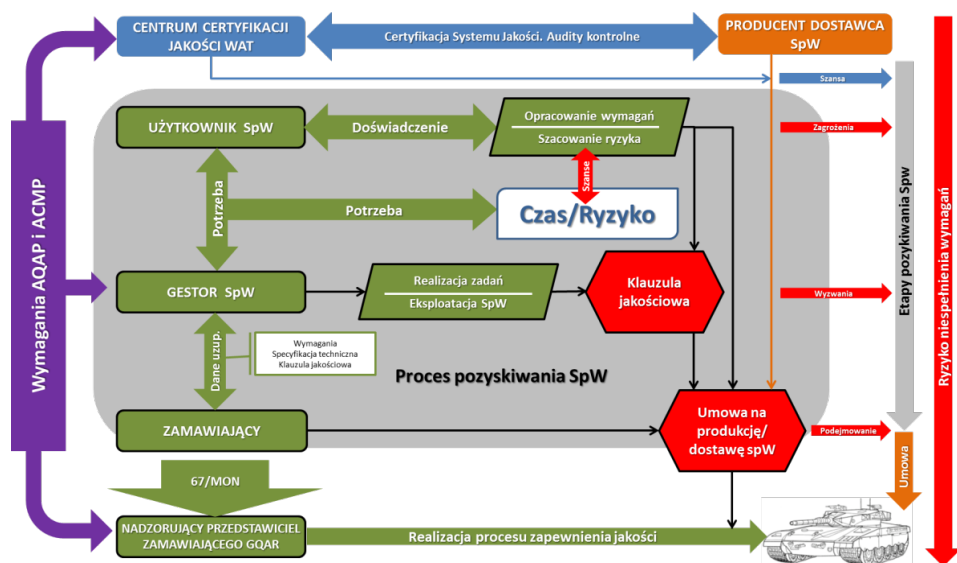 CENTRUM CERTYFIKACJI
JAKOŚCI WAT
Certyfikacja Systemu Jakości. Audity kontrolne
PRODUCENT DOSTAWCA
SpW
Szansa
UŻYTKOWNIK SpW
Doświadczenie
Opracowanie wymagań
Szacowanie ryzyka
Zagrożenia
Szanse
Potrzeba
Potrzeba
Czas/Ryzyko
Wymagania AQAP i ACMP
GESTOR SpW
Realizacja zadań
Eksploatacja SpW
Klauzula
jakościowa
Wyzwania
Etapy pozykiwania Spw
Ryzyko niespełnienia wymagań
Dane uzup.
Wymagania
Specyfikacja techniczna
Klauzula jakościowa
Proces pozyskiwania SpW
ZAMAWIAJĄCY
Umowa na
produkcję/
dostawę spW
Podejmowanie
Umowa
67/MON
NADZORUJĄCY PRZEDSTAWICIEL
ZAMAWIAJĄCEGO GQAR
Realizacja procesu zapewnienia jakości